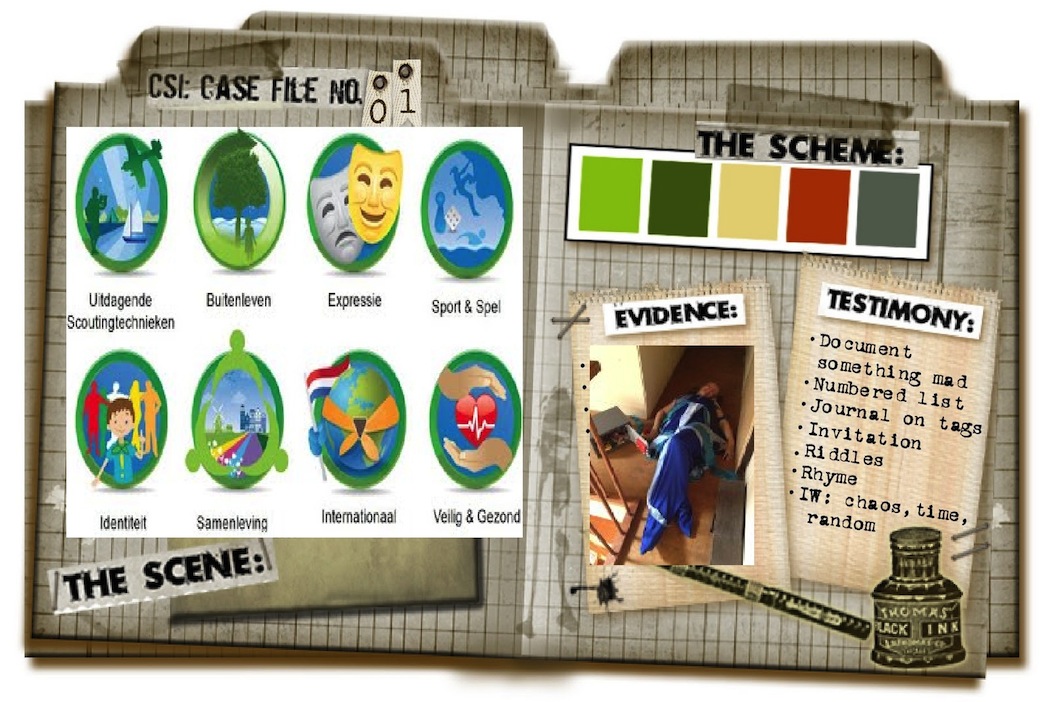 CSI: CASE FILE NO.
0 1
Uitdagende
Scoutingtechnieken
Buitenleven
Expressie
Sport & Spel
Identiteit
Samenleving
Internationaal
Veilig & Gezond
THE SCENE:
THE SCHEME:
EVIDENCE:
TESTIMONY:
• Document
something mad
• Numbered list
• Journal on tags
• Invitation
• Riddles
• Rhyme
• IW: chaos, time,
random
THOMAS'
BLACK INK